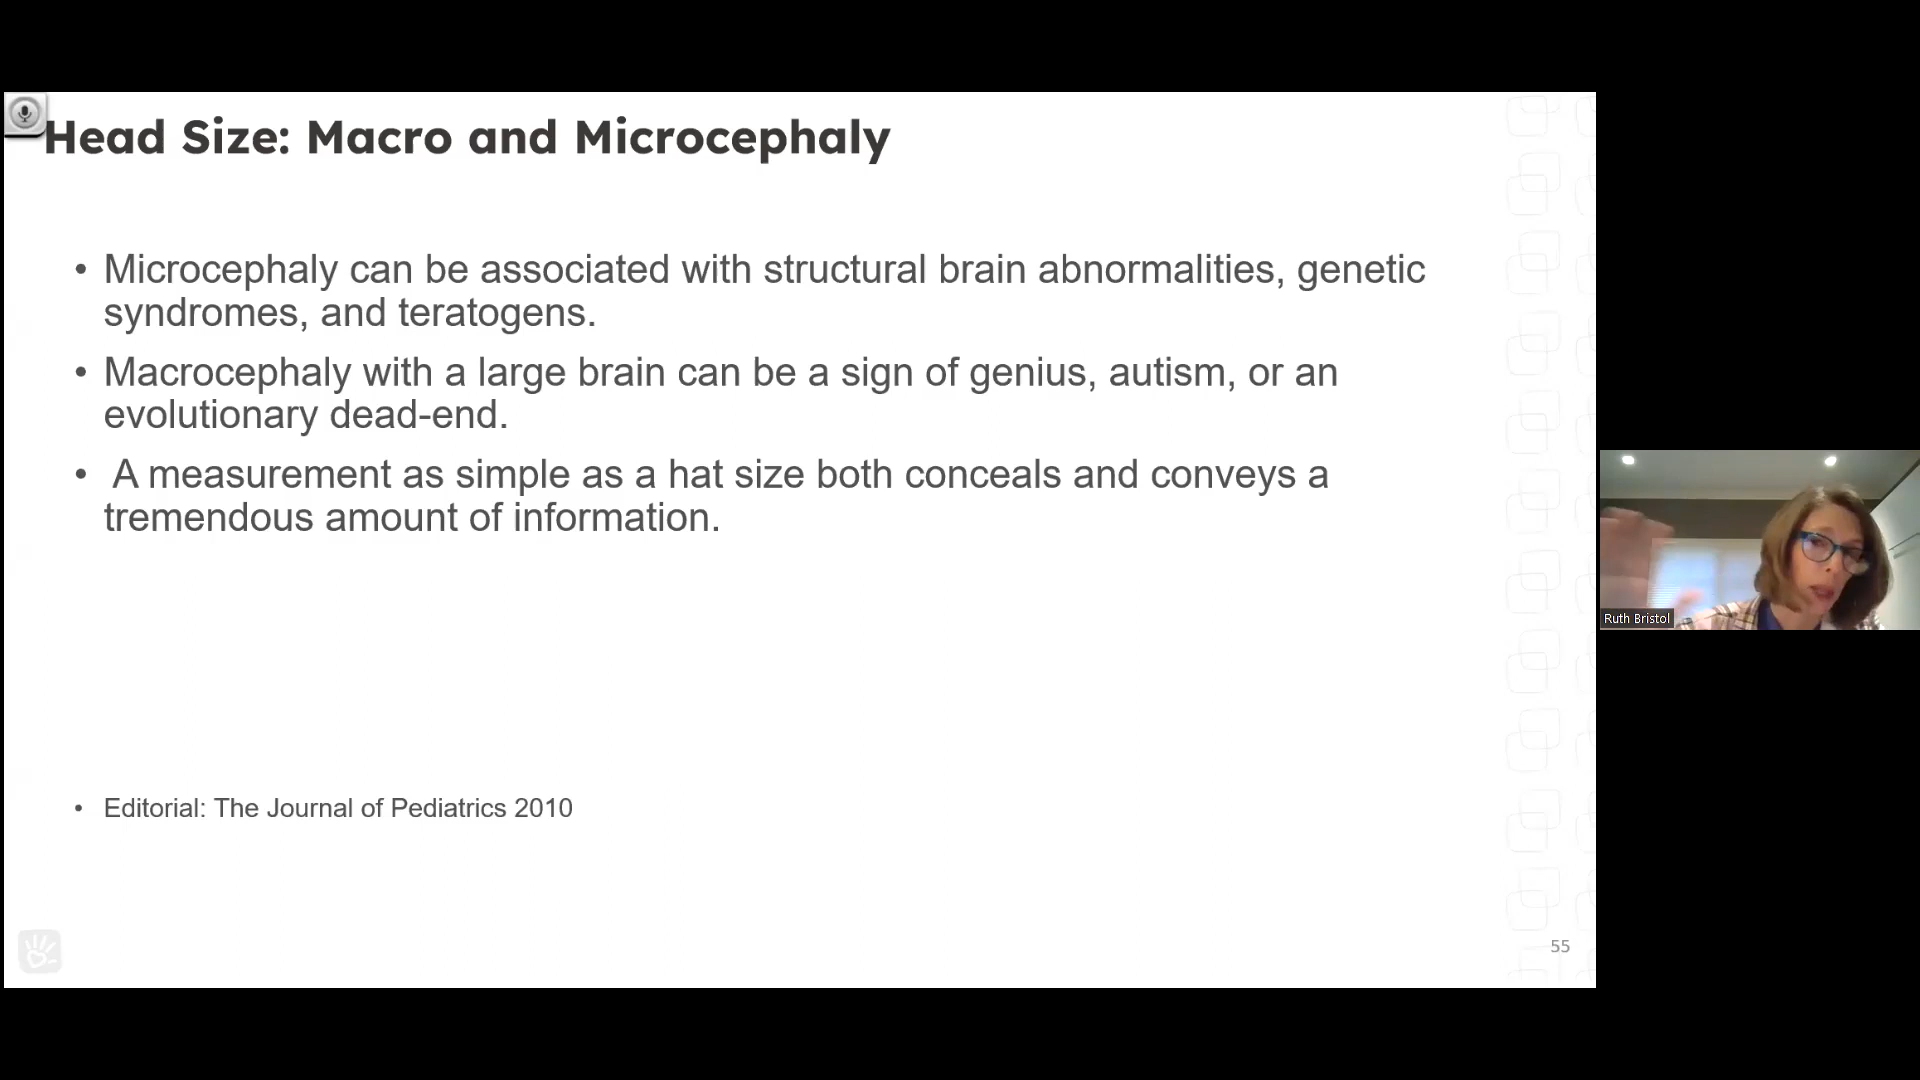 Head Size: Macro and Microcephaly
• Microcephaly can be associated with structural brain abnormalities, genetic
syndromes, and teratogens.
• Macrocephaly with a large brain can be a sign of genius, autism, or an
evolutionary dead-end.
• A measurement as simple as a hat size both conceals and conveys a
tremendous amount of information.
Ruth Bristol
• Editorial: The Journal of Pediatrics 2010
55